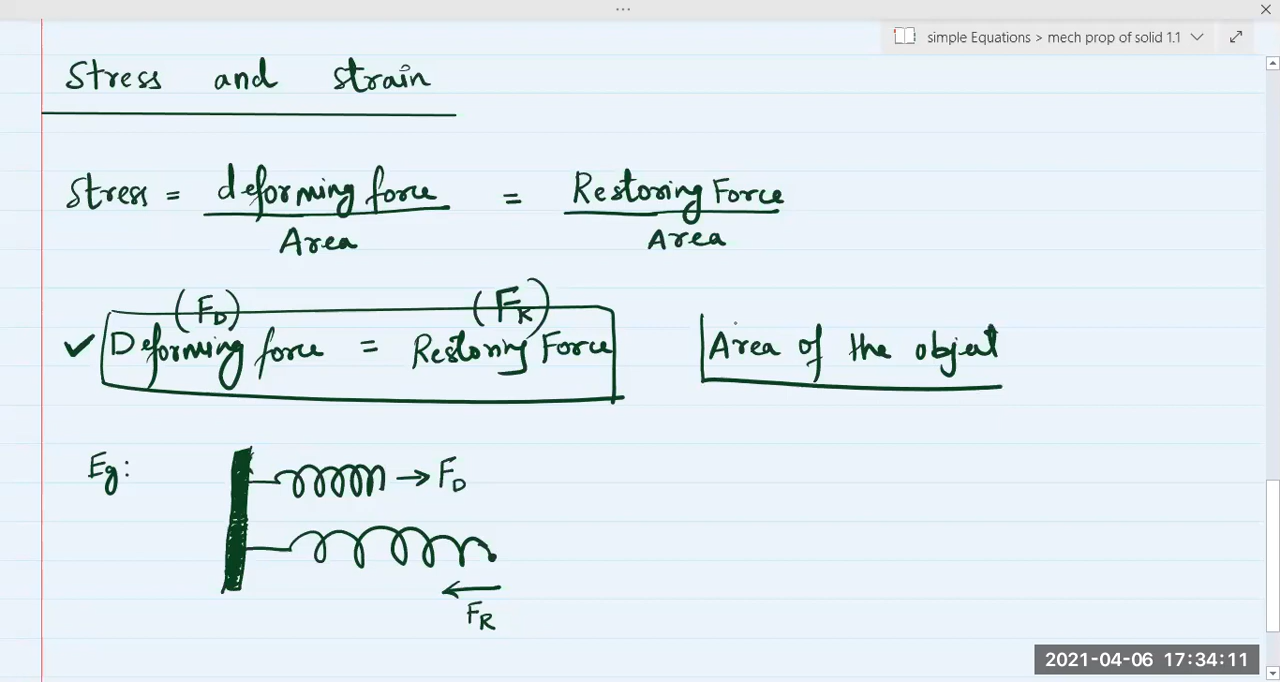 simple Equations > mech prop of solid 1.1
Stress and strain
Stress = deforming force / Area = Restoring Force / Area
(FD) (FR)
✓ Deforming force = Restoring Force
Area of the object
Eg: → FD
← FR
2021-04-06 17:34:11